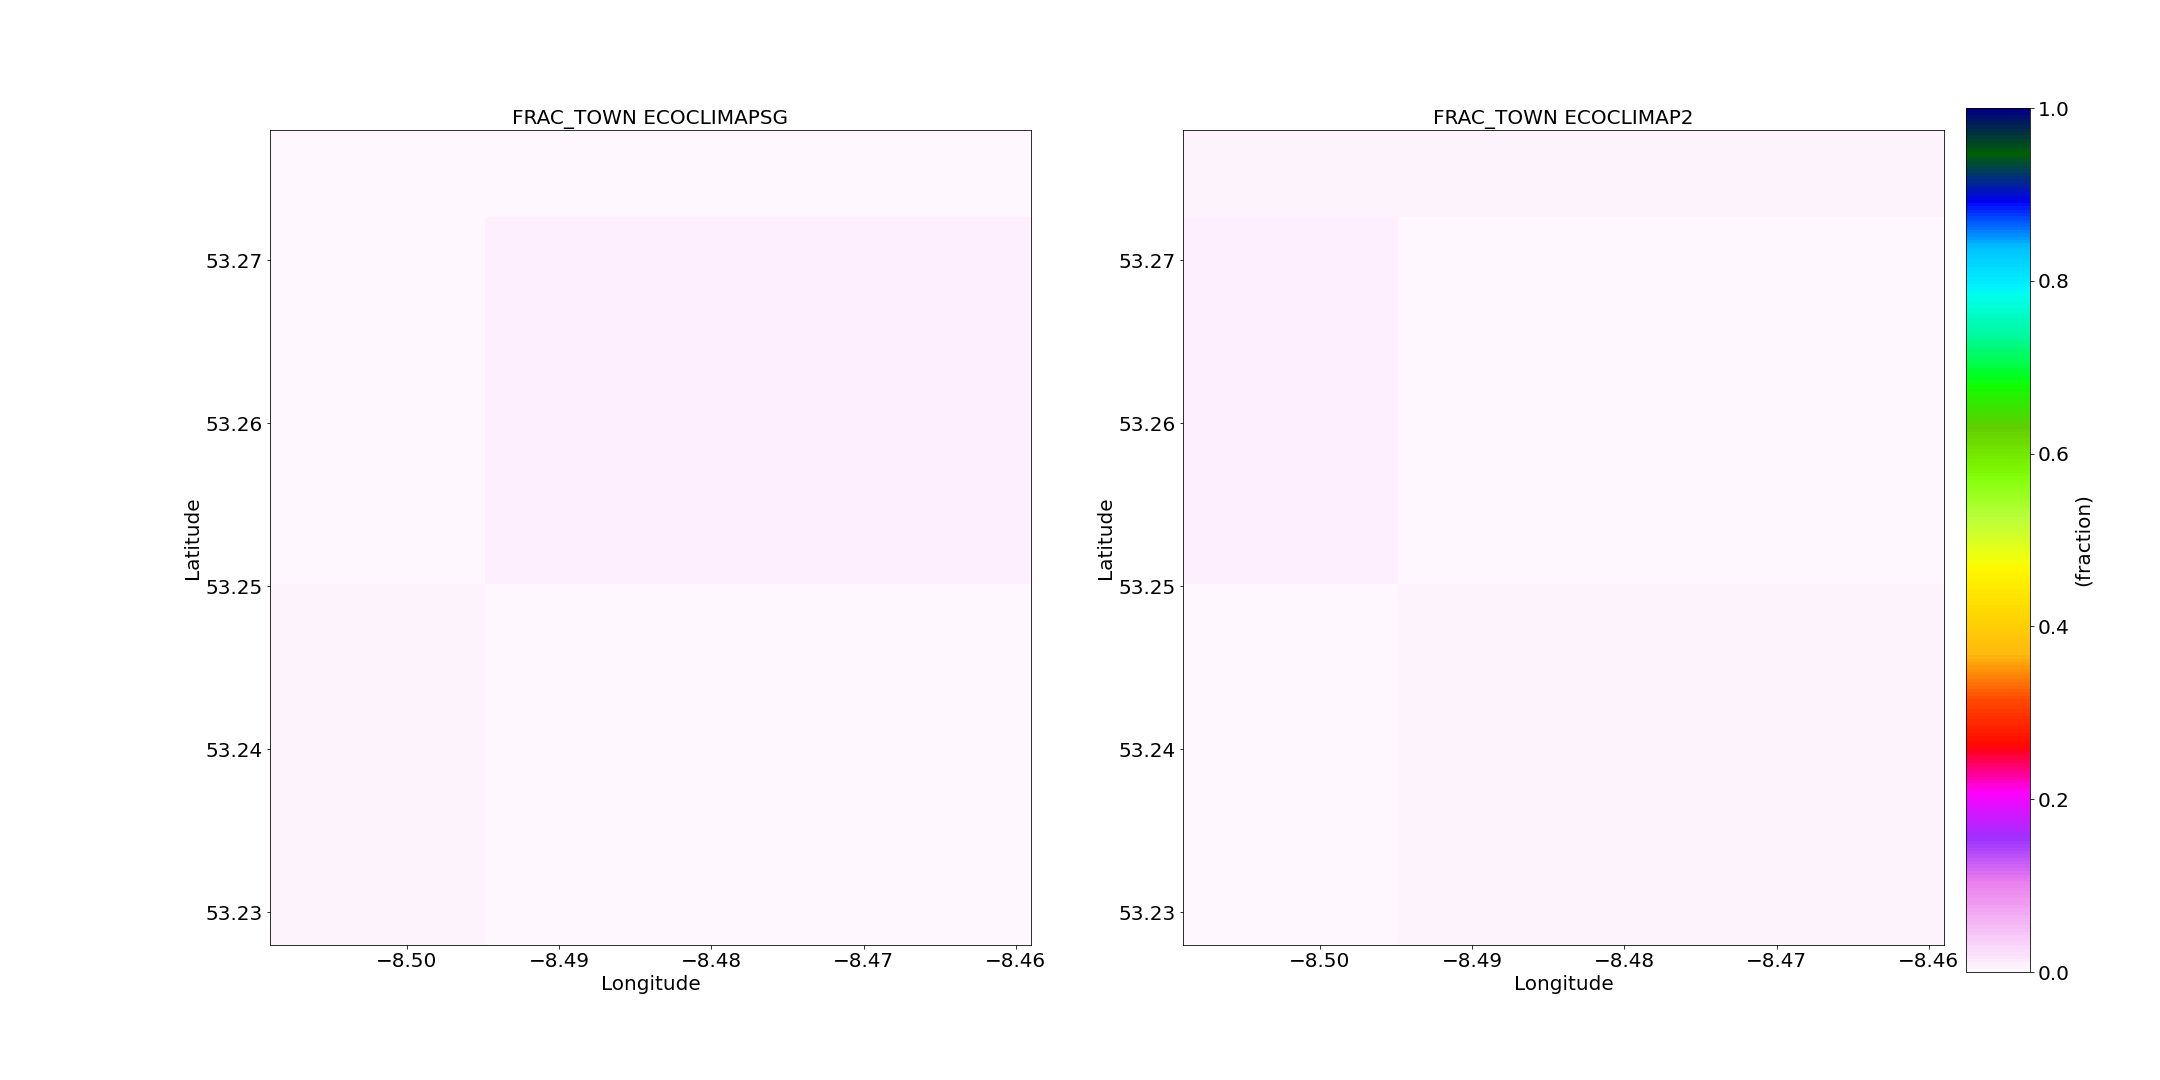 FRAC_TOWN ECOCLIMAPSG
53.27
53.26
53.25
53.24
53.23
Latitude
−8.50 −8.49 −8.48 −8.47 −8.46
Longitude
FRAC_TOWN ECOCLIMAP2
53.27
53.26
53.25
53.24
53.23
Latitude
−8.50 −8.49 −8.48 −8.47 −8.46
Longitude
1.0
0.8
0.6
0.4
0.2
0.0
(fraction)